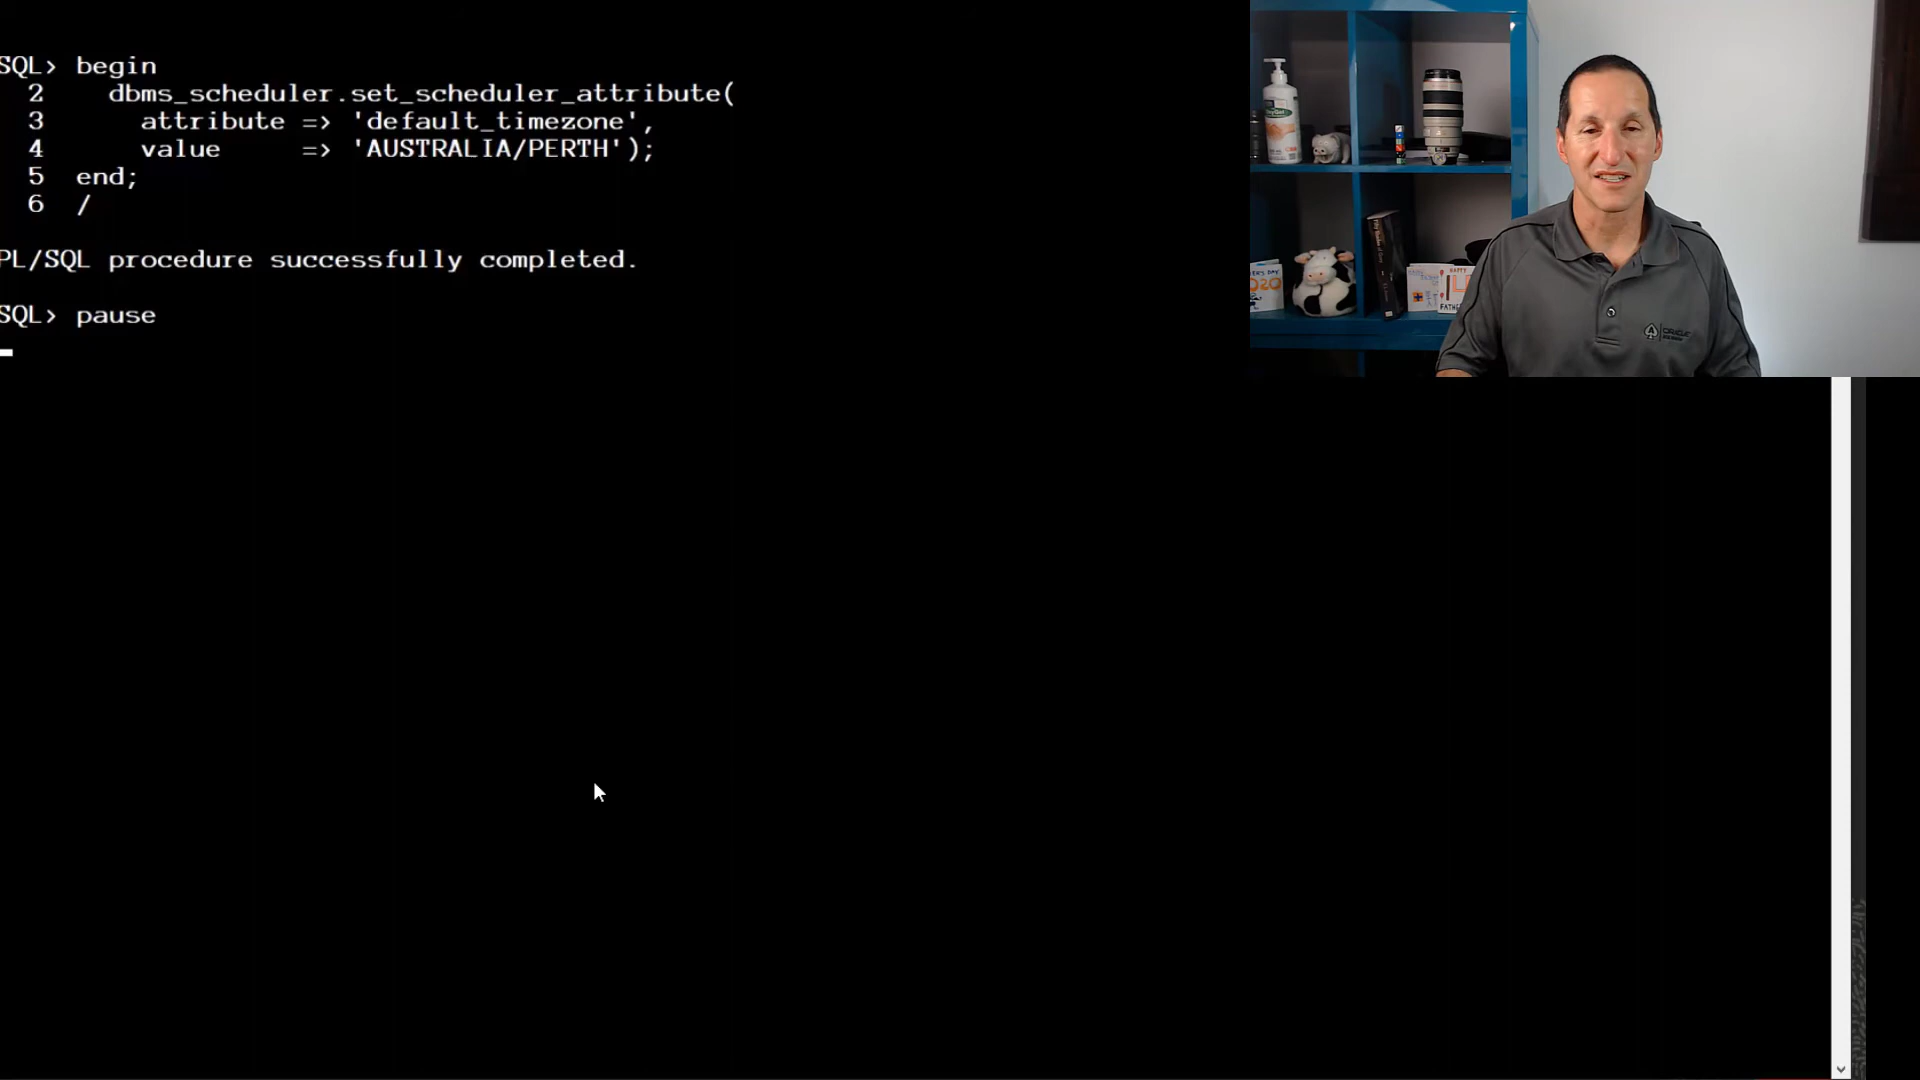 SQL> begin
2 dbms_scheduler.set_scheduler_attribute(
3 attribute => 'default_timezone',
4 value => 'AUSTRALIA/PERTH');
5 end;
6 /
PL/SQL procedure successfully completed.
SQL> pause